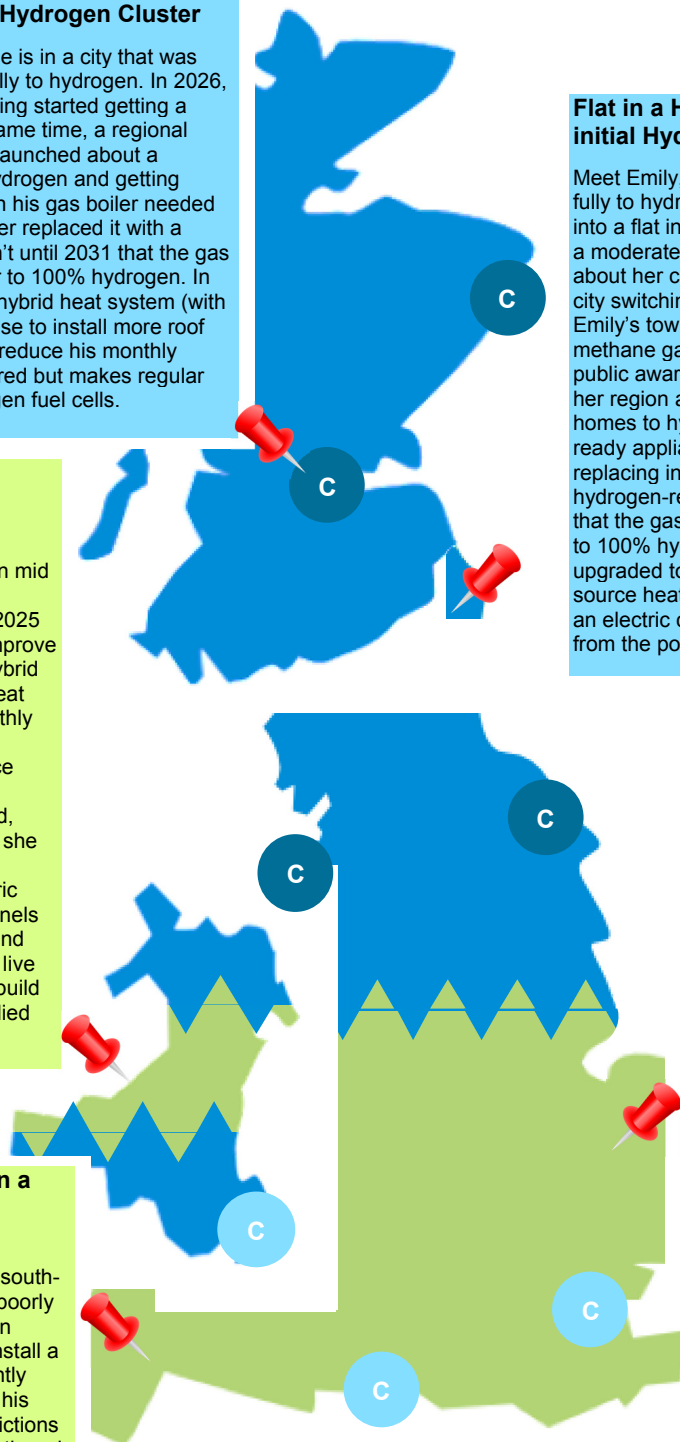 Hydrogen Cluster
e is in a city that was
lly to hydrogen. In 2026,
ing started getting a
ame time, a regional
aunched about a
ydrogen and getting
n his gas boiler needed
er replaced it with a
n't until 2031 that the gas
r to 100% hydrogen. In
hybrid heat system (with
se to install more roof
reduce his monthly
red but makes regular
gen fuel cells.
Flat in a H
initial Hyd
Meet Emily,
fully to hydr
into a flat in
a moderate
about her c
city switchin
Emily's tow
methane ga
public awar
her region a
homes to hy
ready applia
replacing in
hydrogen-re
that the gas
to 100% hy
upgraded to
source heat
an electric c
from the po
C
C
n mid
2025
nprove
ybrid
eat
thly
ce
d,
she
ric
nels
nd
live
build
lied
C
C
n a
south-
poorly
n
nstall a
ntly
his
ictions
C
C
C